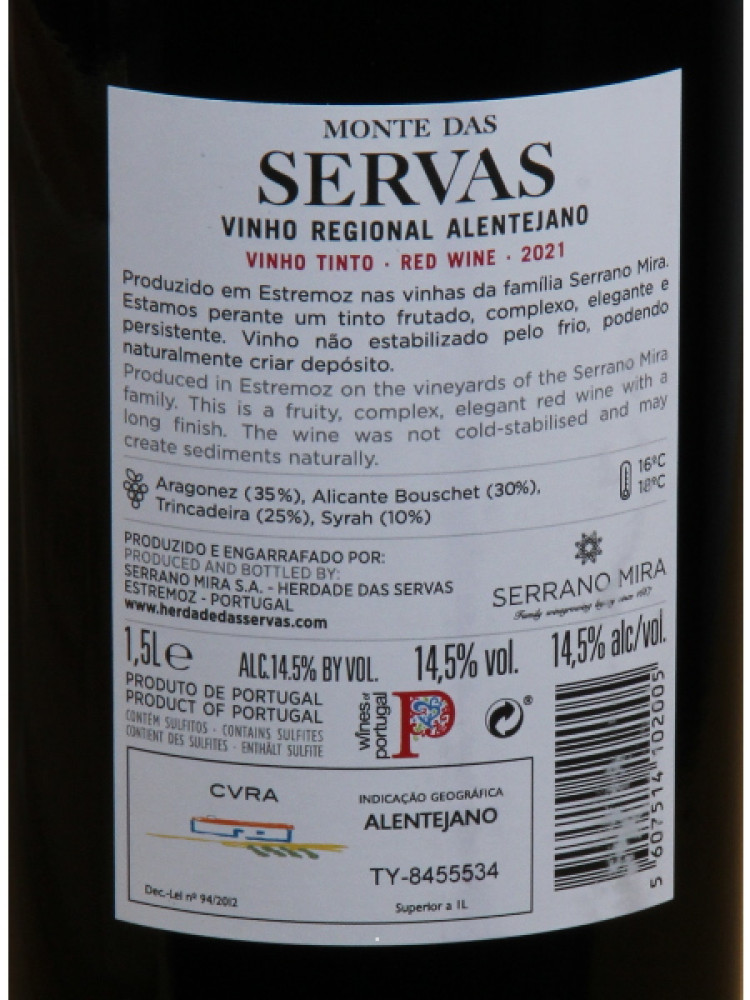 MONTE DAS
SERVAS
VINHO REGIONAL ALENTEJANO
VINHO TINTO · RED WINE · 2021
Produzido em Estremoz nas vinhas da família Serrano Mira.
Estamos perante um tinto frutado, complexo, elegante e
persistente. Vinho não estabilizado pelo frio, podendo
naturalmente criar depósito.
Produced in Estremoz on the vineyards of the Serrano Mira
family. This is a fruity, complex, elegant red wine with a
long finish. The wine was not cold-stabilised and may
create sediments naturally.
Aragonez (35%), Alicante Bouschet (30%),
Trincadeira (25%), Syrah (10%)
16ºC
18ºC
PRODUZIDO E ENGARRAFADO POR:
PRODUCED AND BOTTLED BY:
SERRANO MIRA S.A. - HERDADE DAS SERVAS
ESTREMOZ - PORTUGAL
www.herdadedasservas.com
SERRANO MIRA
Family winegrowing since 1667
1,5L e
ALC.14.5% BY VOL.
14,5% vol.
14,5% alc/vol.
PRODUTO DE PORTUGAL
PRODUCT OF PORTUGAL
CONTÉM SULFITOS · CONTAINS SULFITES
CONTIENT DES SULFITES · ENTHÄLT SULFITE
wines of
portugal
P
®
5 607514 102005
CVRA
INDICAÇÃO GEOGRÁFICA
ALENTEJANO
TY-8455534
Dec.-Lei nº 94/2012
Superior a 1L